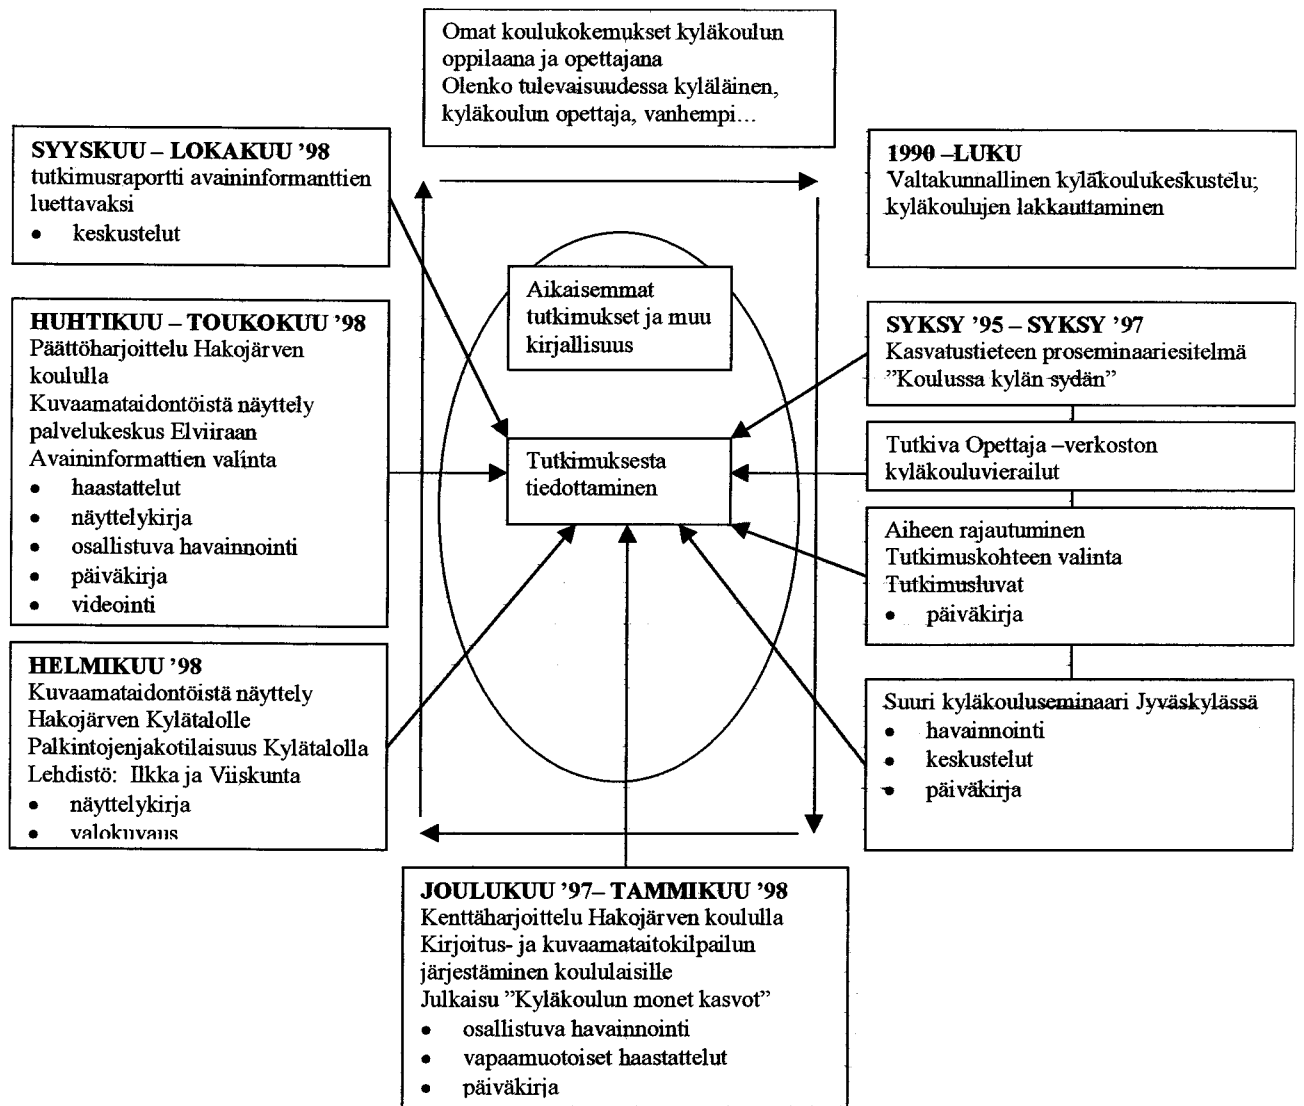 Omat koulukokemukset kyläkoulun
oppilaana ja opettajana
Olenko tulevaisuudessa kyläläinen,
kyläkoulun opettaja, vanhempi…
SYYSKUU – LOKAKUU ’98
tutkimusraportti avaininformanttien
luettavaksi
• keskustelut
1990 –LUKU
Valtakunnallinen kyläkoulukeskustelu;
kyläkoulujen lakkauttaminen
Aikaisemmat
tutkimukset ja muu
kirjallisuus
HUHTIKUU – TOUKOKUU ’98
Päättöharjoittelu Hakojärven
koululla
Kuvaamataidontöistä näyttely
palvelukeskus Elviiraan
Avaininformattien valinta
• haastattelut
• näyttelykirja
• osallistuva havainnointi
• päiväkirja
• videointi
SYKSY ’95 – SYKSY ’97
Kasvatustieteen proseminaariesitelmä
”Koulussa kylän sydän”
Tutkimuksesta
tiedottaminen
Tutkiva Opettaja –verkoston
kyläkouluvierailut
Aiheen rajautuminen
Tutkimuskohteen valinta
Tutkimusluvat
• päiväkirja
HELMIKUU ’98
Kuvaamataidontöistä näyttely
Hakojärven Kylätalolle
Palkintojenjakotilaisuus Kylätalolla
Lehdistö: Ilkka ja Viiskunta
• näyttelykirja
• valokuvaus
Suuri kyläkouluseminaari Jyväskylässä
• havainnointi
• keskustelut
• päiväkirja
JOULUKUU ’97– TAMMIKUU ’98
Kenttäharjoittelu Hakojärven koululla
Kirjoitus- ja kuvaamataitokilpailun
järjestäminen koululaisille
Julkaisu ”Kyläkoulun monet kasvot”
• osallistuva havainnointi
• vapaamuotoiset haastattelut
• päiväkirja